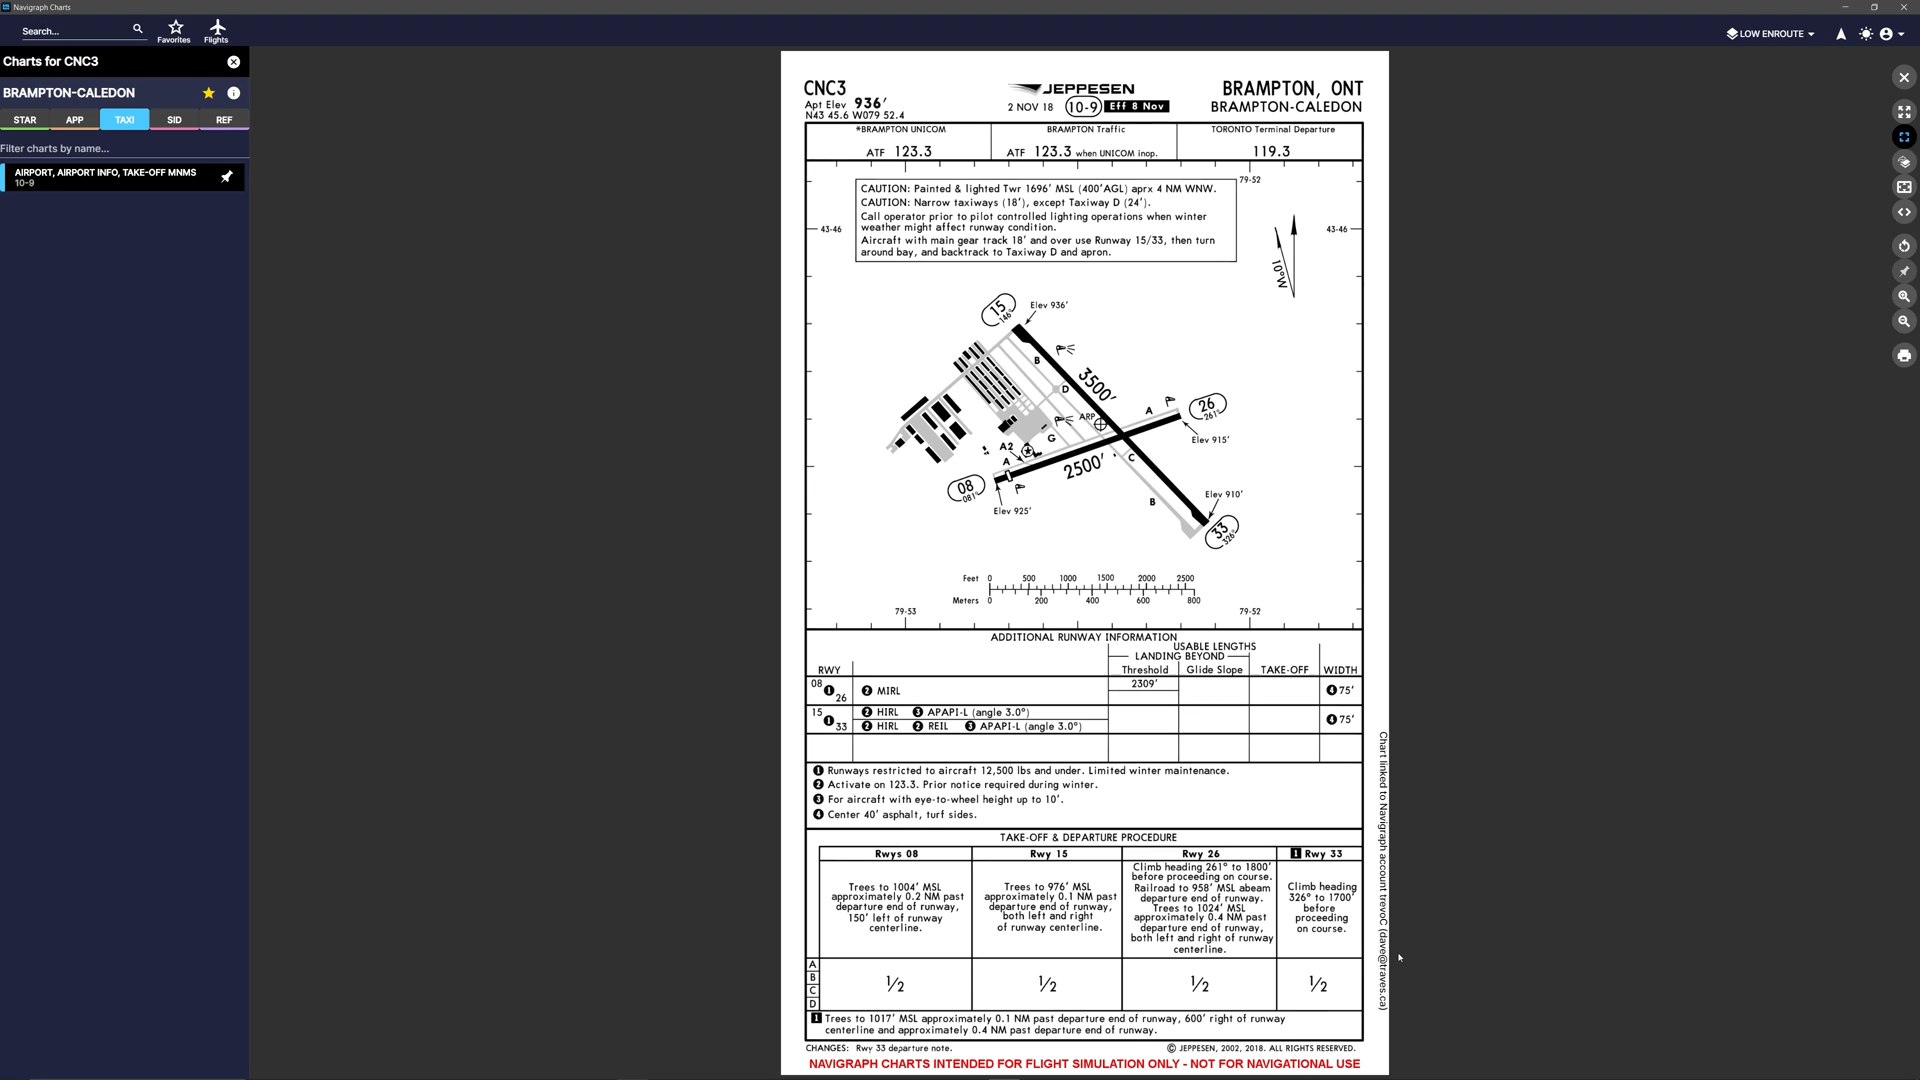 Navigraph Charts
Search...
Favorites
Flights
LOW ENROUTE
Charts for CNC3
BRAMPTON-CALEDON
STAR APP TAXI SID REF
Filter charts by name...
AIRPORT, AIRPORT INFO, TAKE-OFF MNMS
10-9
CNC3 JEPPESEN BRAMPTON, ONT
Apt Elev 936' 2 NOV 18 10-9 Eff 8 Nov BRAMPTON-CALEDON
N43 45.6 W079 52.4
*BRAMPTON UNICOM BRAMPTON Traffic TORONTO Terminal Departure
ATF 123.3 ATF 123.3 when UNICOM inop. 119.3
79-52
CAUTION: Painted & lighted Twr 1696' MSL (400'AGL) aprx 4 NM WNW.
CAUTION: Narrow taxiways (18'), except Taxiway D (24').
Call operator prior to pilot controlled lighting operations when winter
weather might affect runway condition.
Aircraft with main gear track 18' and over use Runway 15/33, then turn
around bay, and backtrack to Taxiway D and apron.
43-46 43-46
10°W
15 146° Elev 936'
B
3500'
D
26 261°
A
ARP
Elev 915'
G
A2
A
2500'
C
08 081°
Elev 925'
B
Elev 910'
33 326°
Feet 0 500 1000 1500 2000 2500
Meters 0 200 400 600 800
79-53 79-52
ADDITIONAL RUNWAY INFORMATION
USABLE LENGTHS
LANDING BEYOND
RWY Threshold Glide Slope TAKE-OFF WIDTH
08 1 26 2 MIRL 2309' 4 75'
15 1 33 2 HIRL 3 APAPI-L (angle 3.0°) 4 75'
2 HIRL 2 REIL 3 APAPI-L (angle 3.0°)
1 Runways restricted to aircraft 12,500 lbs and under. Limited winter maintenance.
2 Activate on 123.3. Prior notice required during winter.
3 For aircraft with eye-to-wheel height up to 10'.
4 Center 40' asphalt, turf sides.
TAKE-OFF & DEPARTURE PROCEDURE
Rwys 08 Rwy 15 Rwy 26 1 Rwy 33
Trees to 1004' MSL
approximately 0.2 NM past
departure end of runway,
150' left of runway
centerline.
Trees to 976' MSL
approximately 0.1 NM past
departure end of runway,
both left and right
of runway centerline.
Climb heading 261° to 1800'
before proceeding on course.
Railroad to 958' MSL abeam
departure end of runway.
Trees to 1024' MSL
approximately 0.4 NM past
departure end of runway,
both left and right of runway
centerline.
Climb heading
326° to 1700'
before
proceeding
on course.
A
B
C
D
1/2 1/2 1/2 1/2
1 Trees to 1017' MSL approximately 0.1 NM past departure end of runway, 600' right of runway
centerline and approximately 0.4 NM past departure end of runway.
CHANGES: Rwy 33 departure note. © JEPPESEN, 2002, 2018. ALL RIGHTS RESERVED.
NAVIGRAPH CHARTS INTENDED FOR FLIGHT SIMULATION ONLY - NOT FOR NAVIGATIONAL USE
Chart linked to Navigraph account trevoC (dave@traves.ca)